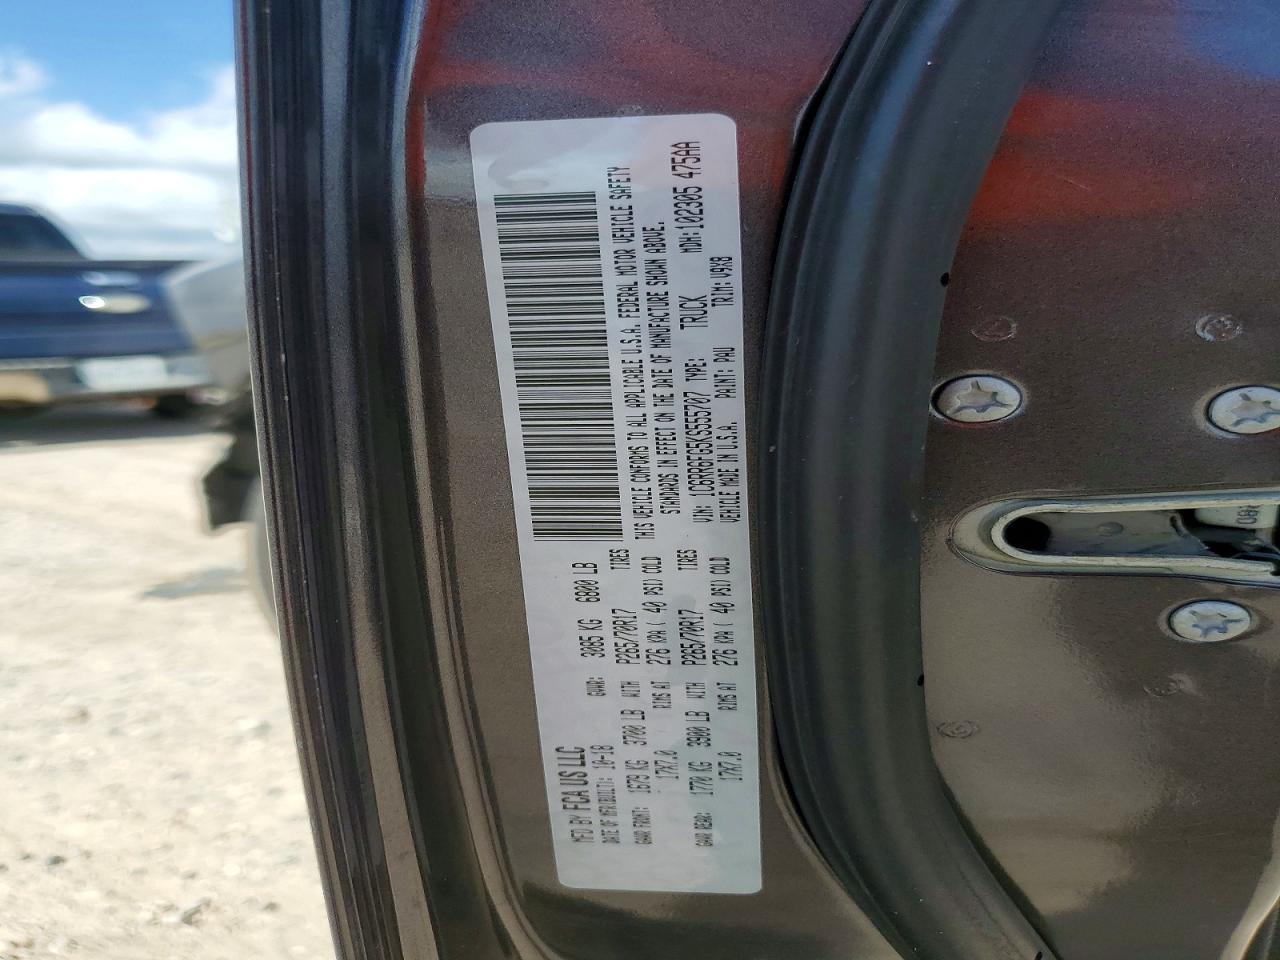 MFD BY FCA US LLC
DATE OF MFR(BUILT): 10-18 GVWR: 3085 KG 6800 LB
GAWR FRONT: 1679 KG 3700 LB WITH P265/70R17 TIRES
17X7.0 RIMS AT 276 KPA ( 40 PSI) COLD
GAWR REAR: 1770 KG 3900 LB WITH P265/70R17 TIRES
17X7.0 RIMS AT 276 KPA ( 40 PSI) COLD
THIS VEHICLE CONFORMS TO ALL APPLICABLE U.S.A. FEDERAL MOTOR VEHICLE SAFETY
STANDARDS IN EFFECT ON THE DATE OF MANUFACTURE SHOWN ABOVE.
VIN: 1C6RR6FG5KS555707 TYPE: TRUCK MDH:102305 475AA
VEHICLE MADE IN U.S.A. PAINT: PAU TRIM: V9X8